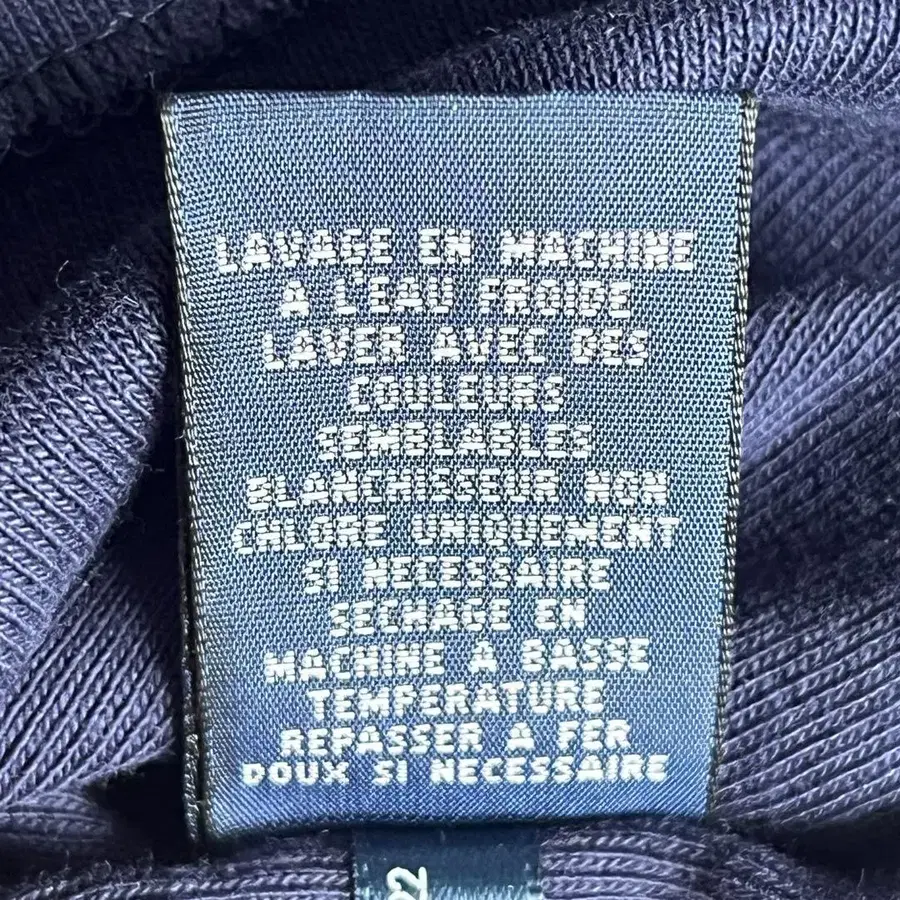 LAVAGE EN MACHINE
A L'EAU FROIDE
LAVER AVEC DES
COULEURS
SEMBLABLES
BLANCHISSEUR NON
CHLORE UNIQUEMENT
SI NECESSAIRE
SECHAGE EN
MACHINE A BASSE
TEMPERATURE
REPASSER A FER
DOUX SI NECESSAIRE